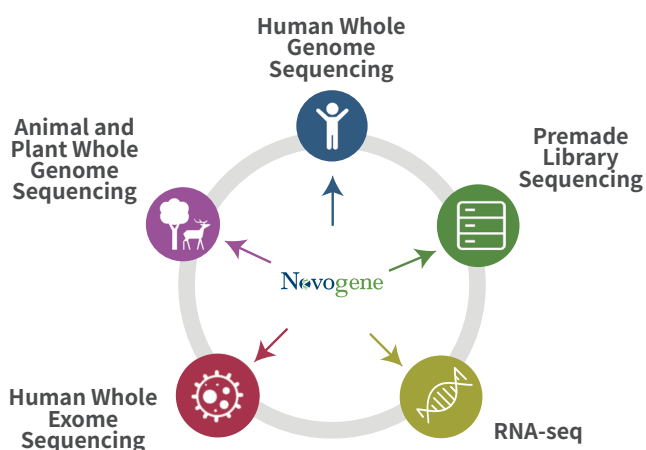 Human Whole
Genome
Sequencing
Animal and
Plant Whole
Genome
Sequencing
Premade
Library
Sequencing
Novogene
Human Whole
Exome
Sequencing
RNA-seq